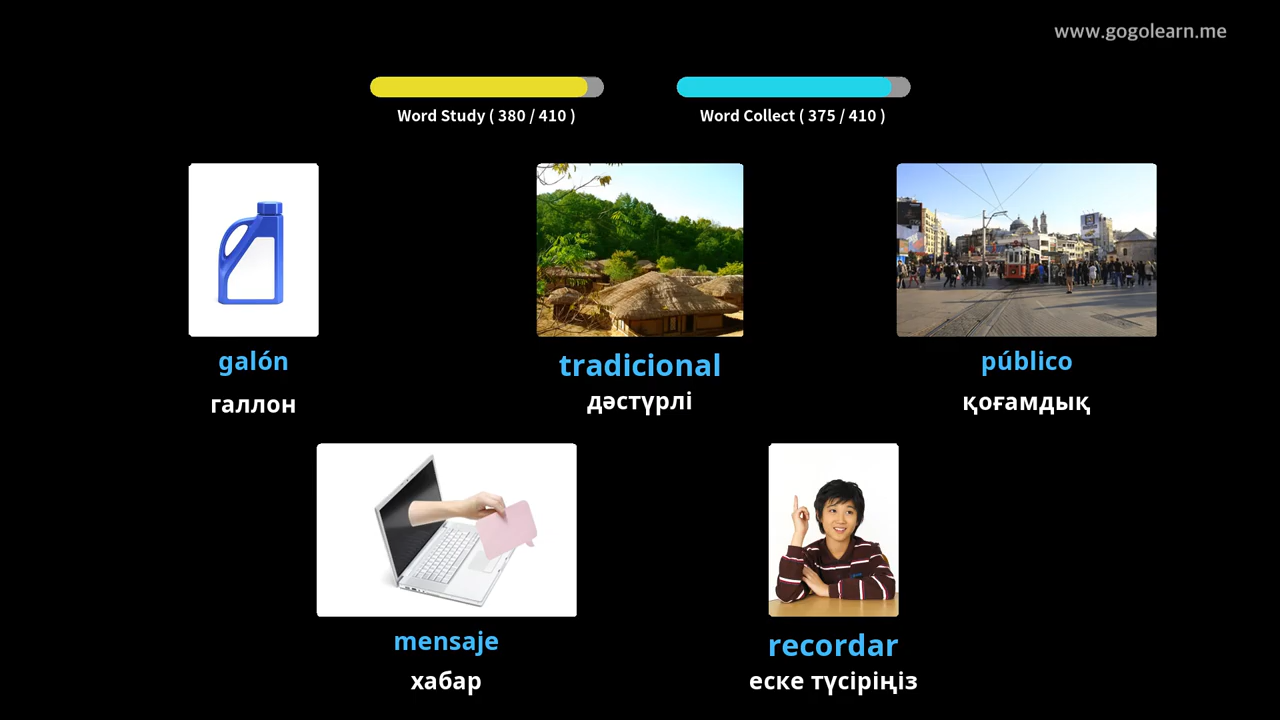 www.gogolearn.me
Word Study ( 380 / 410 )
Word Collect ( 375 / 410 )
galón
галлон
tradicional
дәстүрлі
público
қоғамдық
mensaje
хабар
recordar
еске түсіріңіз